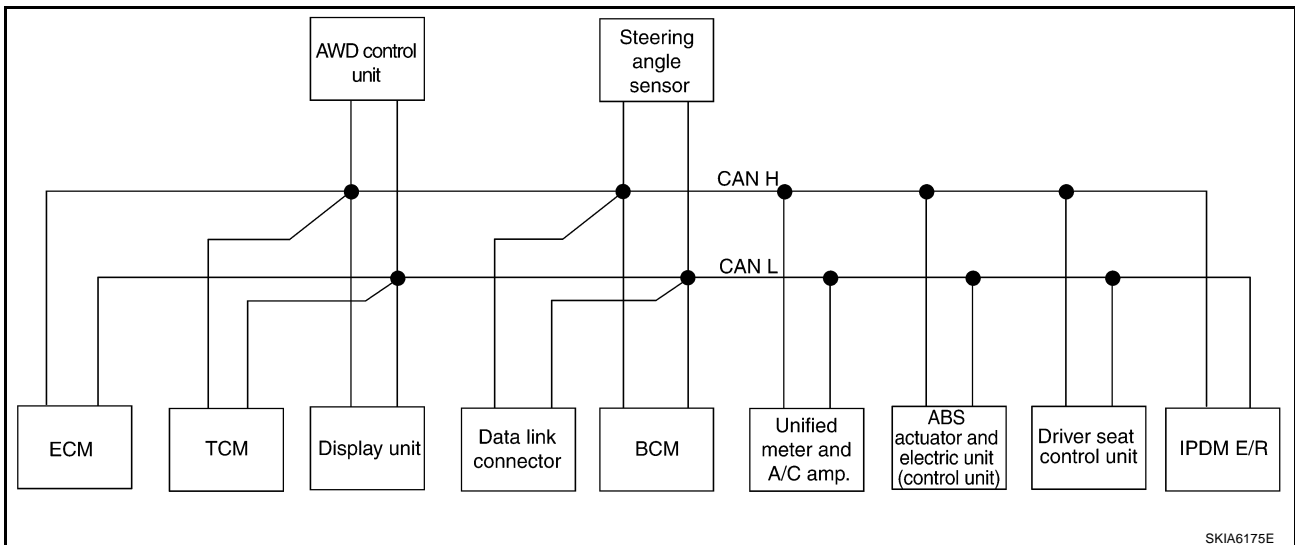 AWD control
unit
Steering
angle
sensor
CAN H
CAN L
ECM
TCM
Display unit
Data link
connector
BCM
Unified
meter and
A/C amp.
ABS
actuator and
electric unit
(control unit)
Driver seat
control unit
IPDM E/R
SKIA6175E